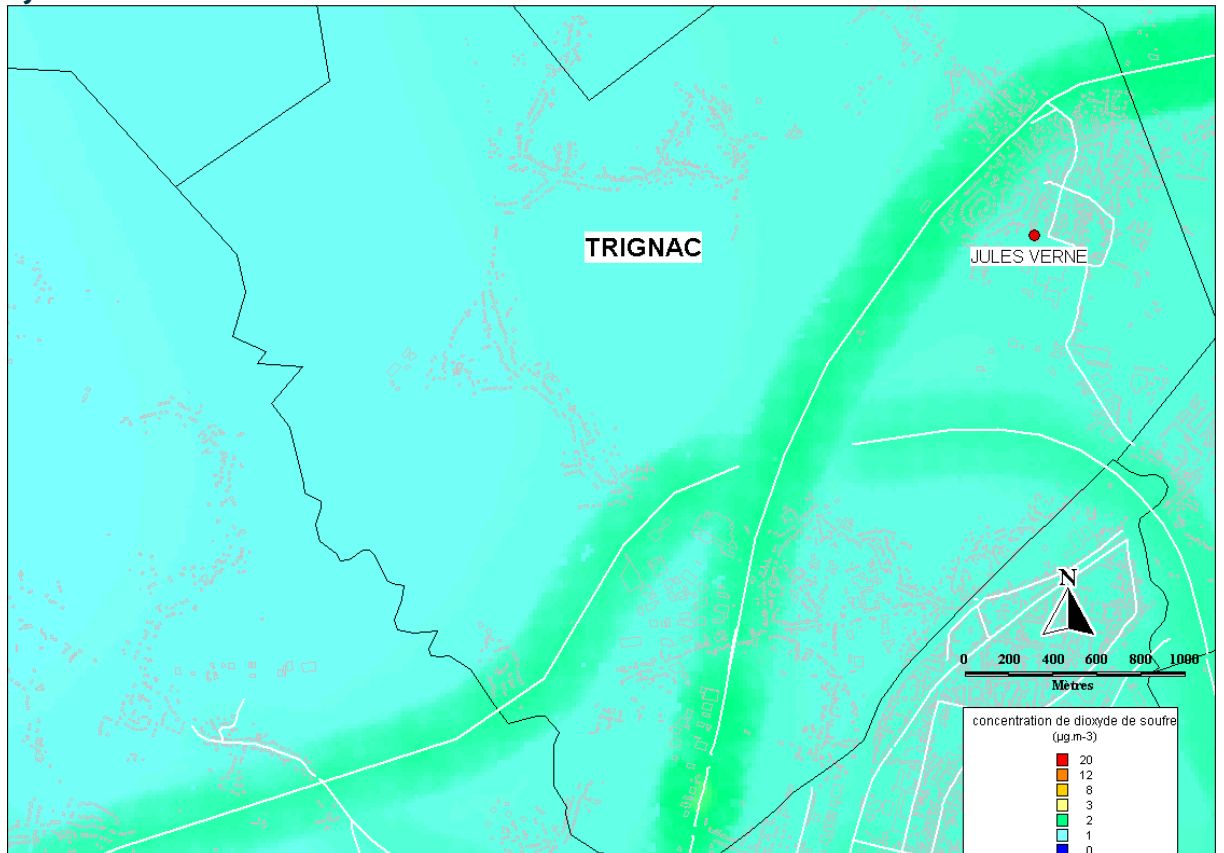 TRIGNAC
JULES VERNE
N
0 200 400 600 800 1000
Mètres
concentration de dioxyde de soufre
(µg.m-3)
20
12
8
3
2
1
0